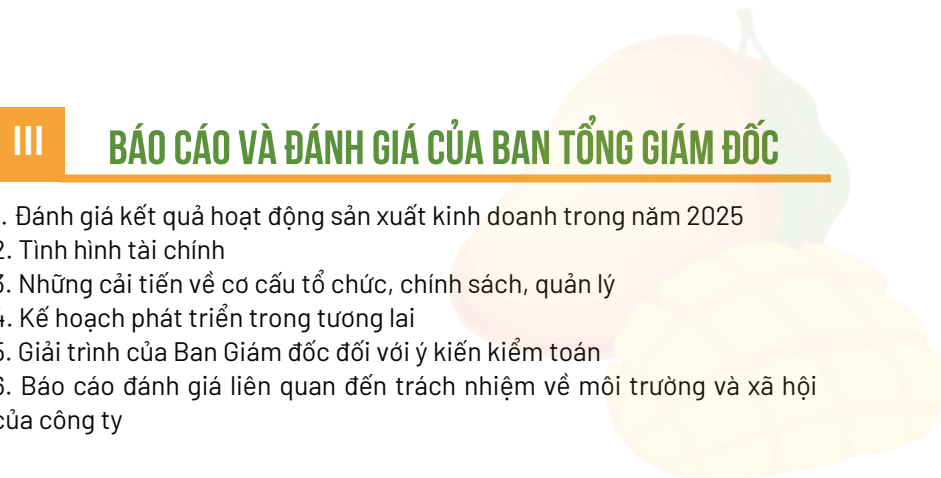 III
BÁO CÁO VÀ ĐÁNH GIÁ CỦA BAN TỔNG GIÁM ĐỐC
. Đánh giá kết quả hoạt động sản xuất kinh doanh trong năm 2025
2. Tình hình tài chính
3. Những cải tiến về cơ cấu tổ chức, chính sách, quản lý
4. Kế hoạch phát triển trong tương lai
5. Giải trình của Ban Giám đốc đối với ý kiến kiểm toán
6. Báo cáo đánh giá liên quan đến trách nhiệm về môi trường và xã hội
của công ty